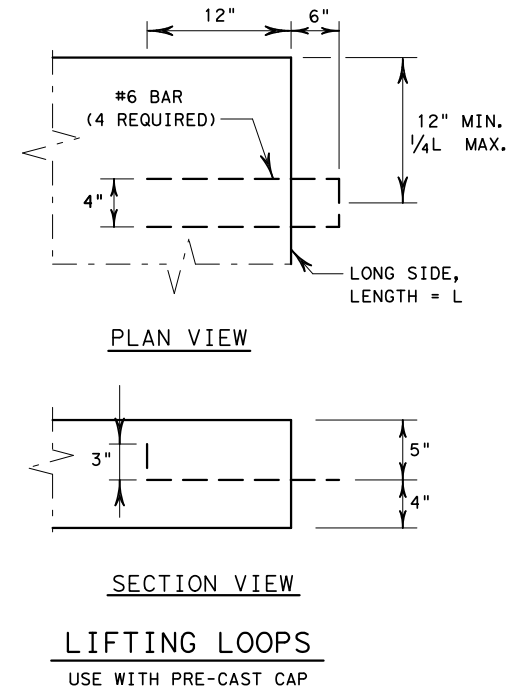 12" 6"
#6 BAR
(4 REQUIRED)
12" MIN.
1/4L MAX.
4"
LONG SIDE,
LENGTH = L
PLAN VIEW
3" 5"
4"
SECTION VIEW
LIFTING LOOPS
USE WITH PRE-CAST CAP